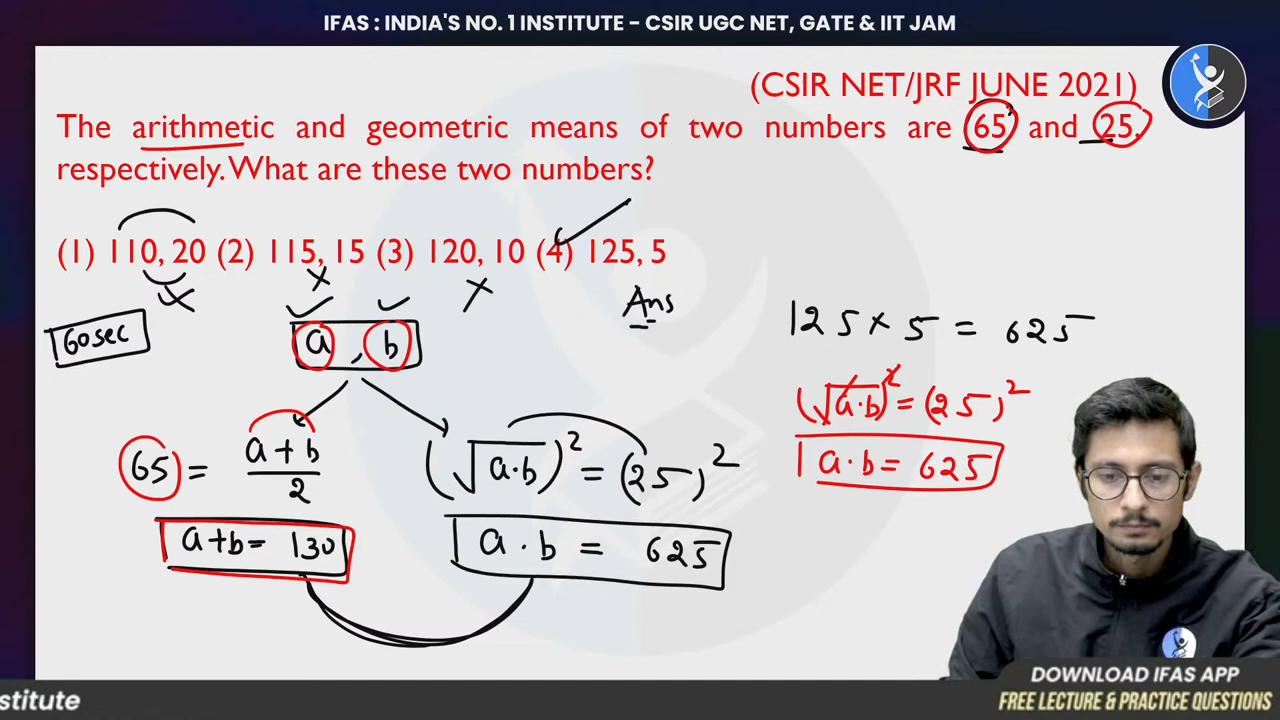 IFAS : INDIA'S NO. 1 INSTITUTE - CSIR UGC NET, GATE & IIT JAM
(CSIR NET/JRF JUNE 2021)
The arithmetic and geometric means of two numbers are 65 and 25,
respectively. What are these two numbers?
(1) 110, 20 (2) 115, 15 (3) 120, 10 (4) 125, 5
Ans
60sec
a , b
125 × 5 = 625
(√a·b)² = (25)²
a·b = 625
65 = a+b/2
(√a·b)² = (25)²
a+b = 130
a · b = 625
DOWNLOAD IFAS APP
FREE LECTURE & PRACTICE QUESTIONS
stitute